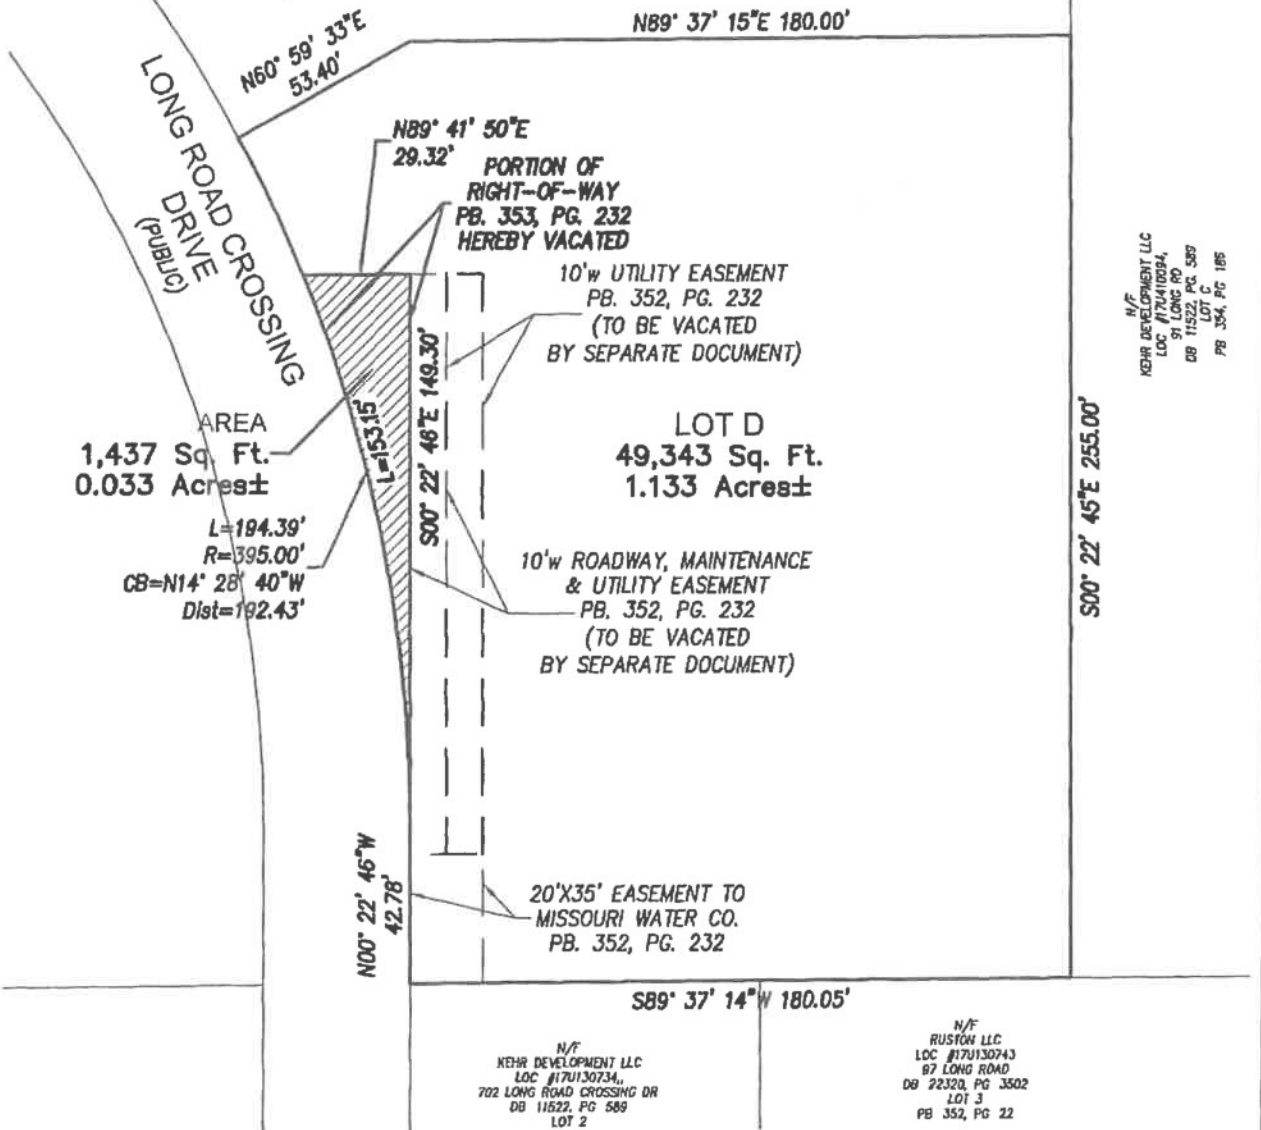 N89° 37' 15"E 180.00'
N60° 59' 33"E
53.40'
LONG ROAD CROSSING
DRIVE
(PUBLIC)
N89° 41' 50"E
29.32'
PORTION OF
RIGHT-OF-WAY
PB. 353, PG. 232
HEREBY VACATED
10'w UTILITY EASEMENT
PB. 352, PG. 232
(TO BE VACATED
BY SEPARATE DOCUMENT)
N/F
KEHR DEVELOPMENT LLC
LOC #17U410094,
91 LONG RD
DB 11522, PG. 589
LOT C
PB 354, PG 186
S00° 22' 46"E 149.30'
L=153.15'
AREA
1,437 Sq. Ft.
0.033 Acres±
LOT D
49,343 Sq. Ft.
1.133 Acres±
S00° 22' 45"E 255.00'
L=194.39'
R=395.00'
CB=N14° 28' 40"W
Dist=192.43'
10'w ROADWAY, MAINTENANCE
& UTILITY EASEMENT
PB. 352, PG. 232
(TO BE VACATED
BY SEPARATE DOCUMENT)
N00° 22' 46"W
42.78'
20'X35' EASEMENT TO
MISSOURI WATER CO.
PB. 352, PG. 232
S89° 37' 14"W 180.05'
N/F
KEHR DEVELOPMENT LLC
LOC #17U130734,,
702 LONG ROAD CROSSING DR
DB 11522, PG 589
LOT 2
N/F
RUSTON LLC
LOC #17U130743
97 LONG ROAD
DB 22320, PG 3502
LOT 3
PB 352, PG 22